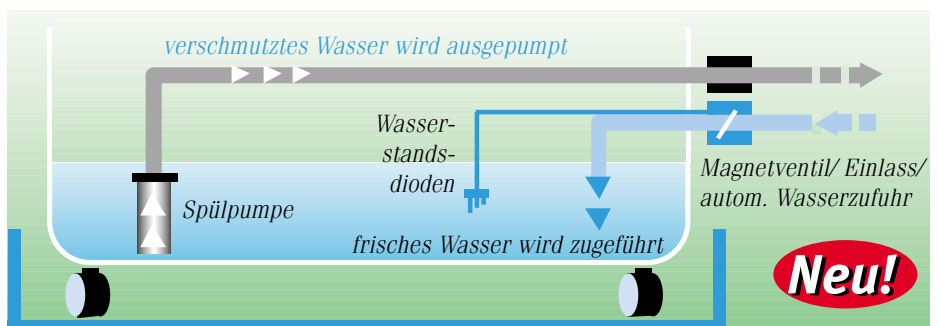 verschmutztes Wasser wird ausgepumpt
Wasser-
stands-
dioden
Magnetventil/ Einlass/
autom. Wasserzufuhr
Spülpumpe
frisches Wasser wird zugeführt
Neu!